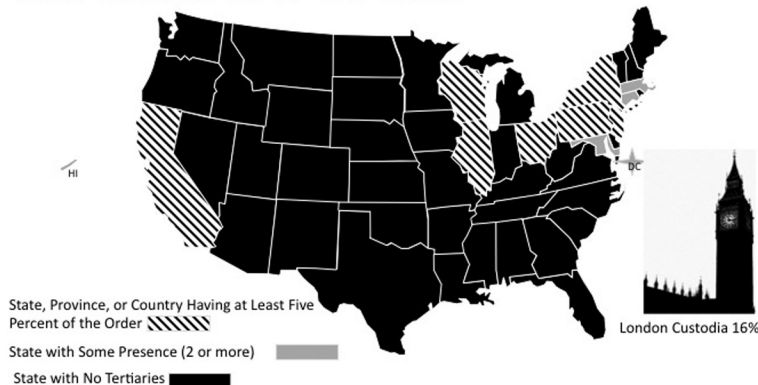 HI
DC
State, Province, or Country Having at Least Five
Percent of the Order
London Custodia 16%
State with Some Presence (2 or more)
State with No Tertiaries